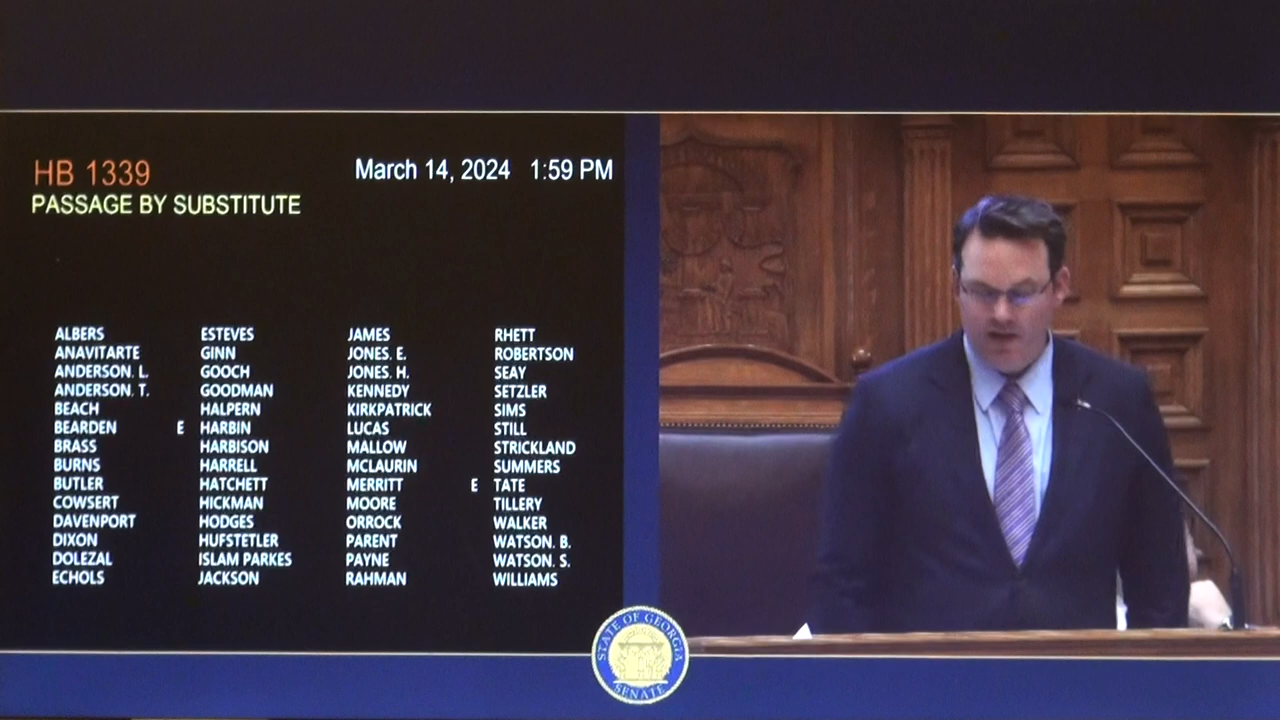 HB 1339
March 14, 2024 1:59 PM
PASSAGE BY SUBSTITUTE
ALBERS ESTEVES JAMES RHETT
ANAVITARTE GINN JONES. E. ROBERTSON
ANDERSON. L. GOOCH JONES. H. SEAY
ANDERSON. T. GOODMAN KENNEDY SETZLER
BEACH HALPERN KIRKPATRICK SIMS
BEARDEN E HARBIN LUCAS STILL
BRASS HARBISON MALLOW STRICKLAND
BURNS HARRELL MCLAURIN SUMMERS
BUTLER HATCHETT MERRITT E TATE
COWSERT HICKMAN MOORE TILLERY
DAVENPORT HODGES ORROCK WALKER
DIXON HUFSTETLER PARENT WATSON. B.
DOLEZAL ISLAM PARKES PAYNE WATSON. S.
ECHOLS JACKSON RAHMAN WILLIAMS
STATE OF GEORGIA
SENATE